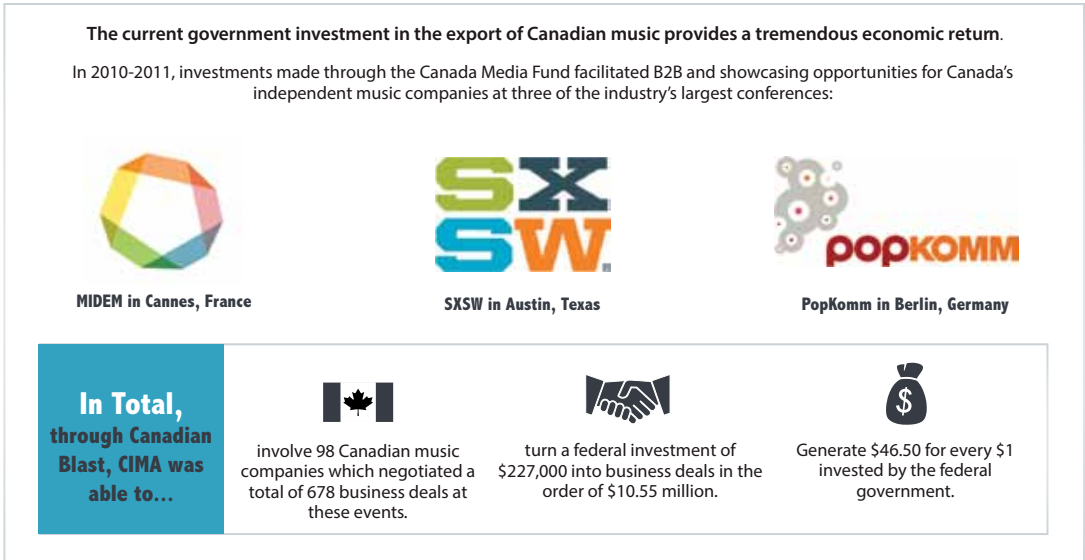 The current government investment in the export of Canadian music provides a tremendous economic return.
In 2010-2011, investments made through the Canada Media Fund facilitated B2B and showcasing opportunities for Canada's
independent music companies at three of the industry's largest conferences:
SX
SW
popKOMM
MIDEM in Cannes, France
SXSW in Austin, Texas
PopKomm in Berlin, Germany
In Total,
through Canadian
Blast, CIMA was
able to...
involve 98 Canadian music
companies which negotiated a
total of 678 business deals at
these events.
turn a federal investment of
$227,000 into business deals in the
order of $10.55 million.
$
Generate $46.50 for every $1
invested by the federal
government.